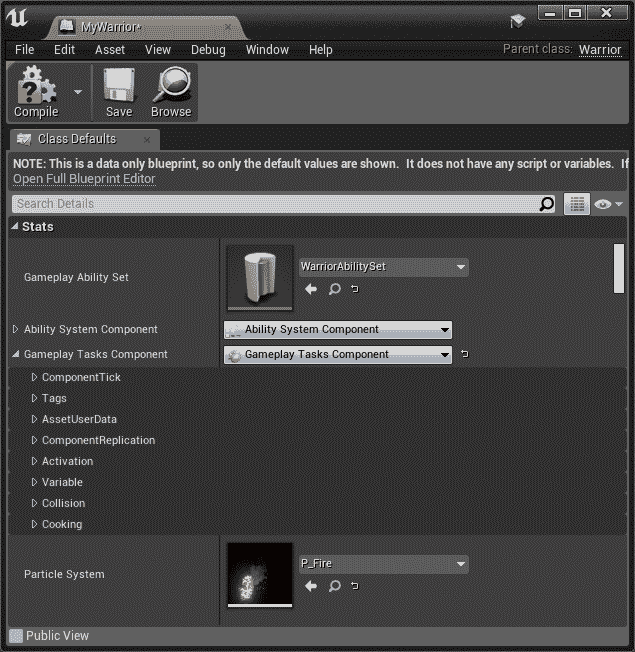 MyWarrior*
File Edit Asset View Debug Window Help Parent class: Warrior
Compile Save Browse
Class Defaults
NOTE: This is a data only blueprint, so only the default values are shown. It does not have any script or variables. If
Open Full Blueprint Editor
Search Details
Stats
Gameplay Ability Set WarriorAbilitySet
Ability System Component Ability System Component
Gameplay Tasks Component Gameplay Tasks Component
ComponentTick
Tags
AssetUserData
ComponentReplication
Activation
Variable
Collision
Cooking
Particle System P_Fire
Public View